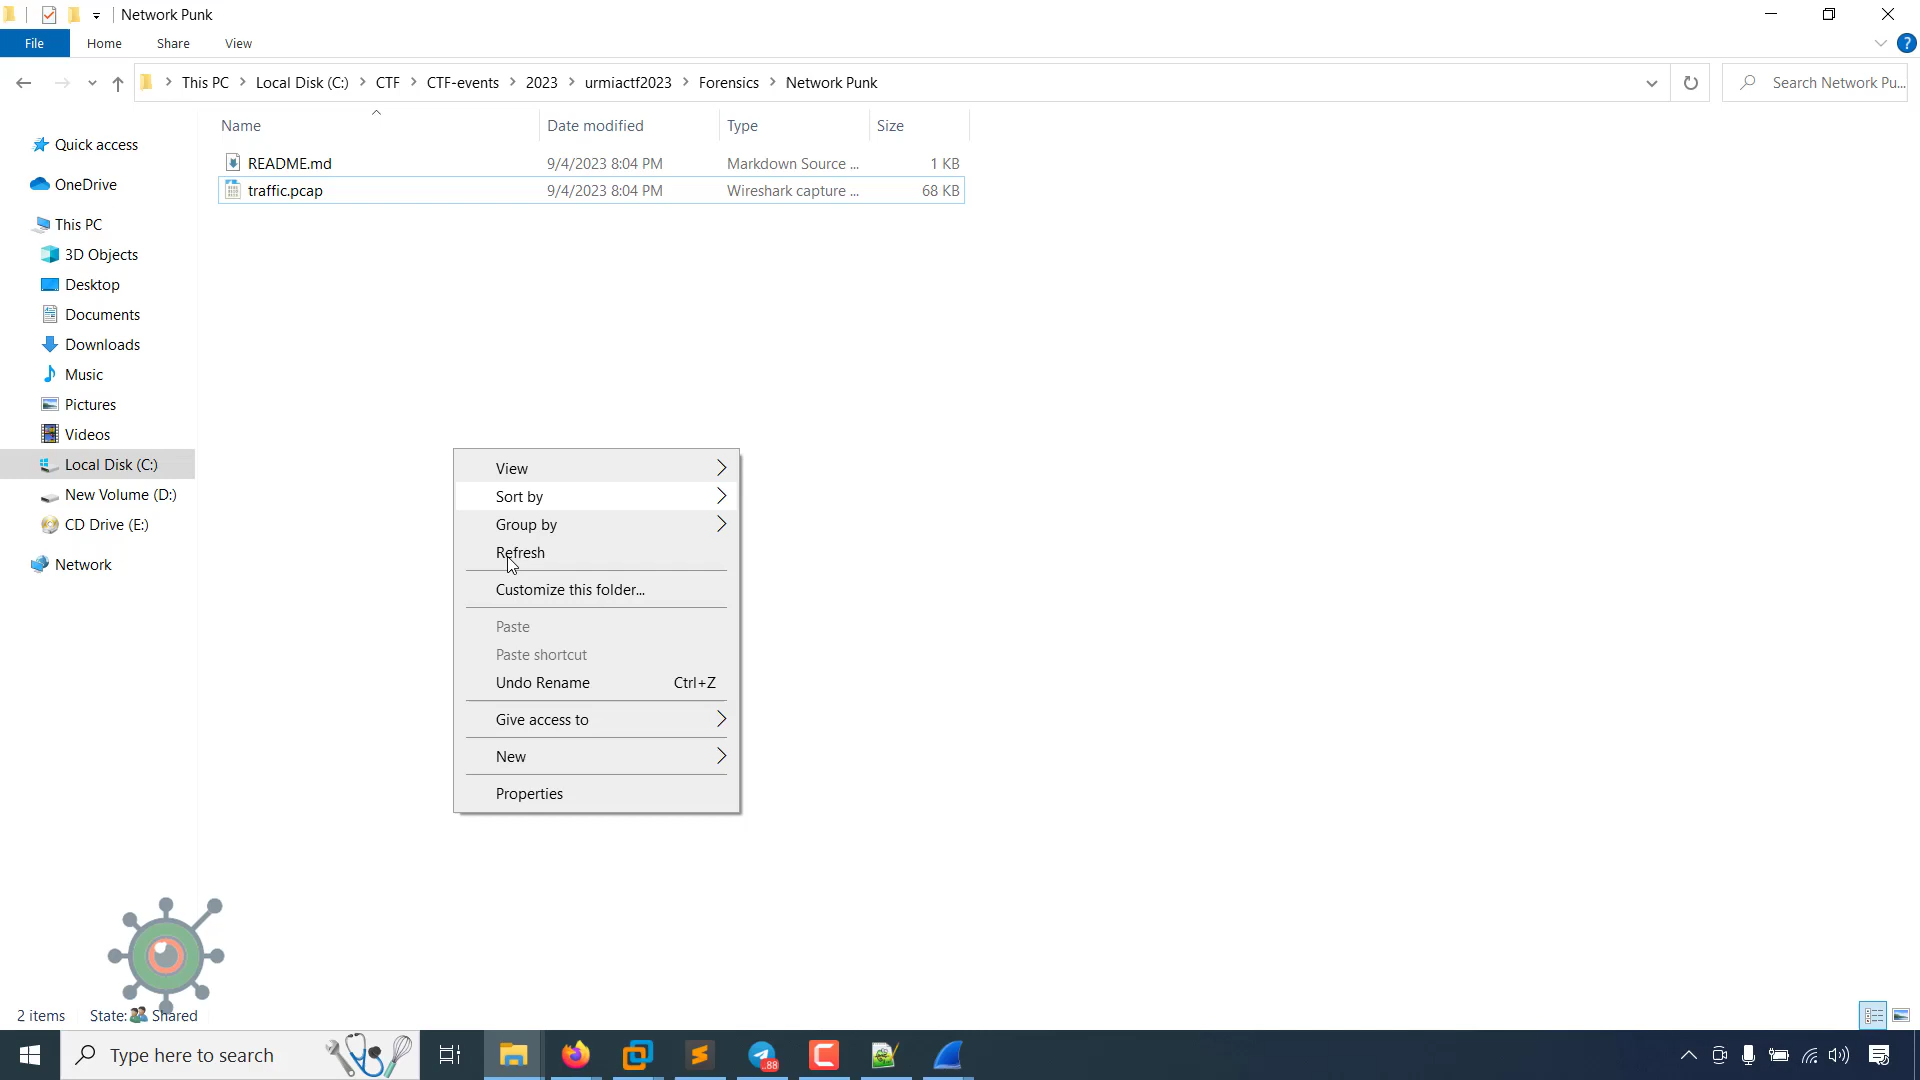 Network Punk
File Home Share View
This PC Local Disk (C:) CTF CTF-events 2023 urmiactf2023 Forensics Network Punk Search Network Pu...
Name Date modified Type Size
README.md 9/4/2023 8:04 PM Markdown Source ... 1 KB
traffic.pcap 9/4/2023 8:04 PM Wireshark capture ... 68 KB
Quick access
OneDrive
This PC
3D Objects
Desktop
Documents
Downloads
Music
Pictures
Videos
Local Disk (C:)
New Volume (D:)
CD Drive (E:)
Network
View
Sort by
Group by
Refresh
Customize this folder...
Paste
Paste shortcut
Undo Rename Ctrl+Z
Give access to
New
Properties
2 items State: Shared
Type here to search
88